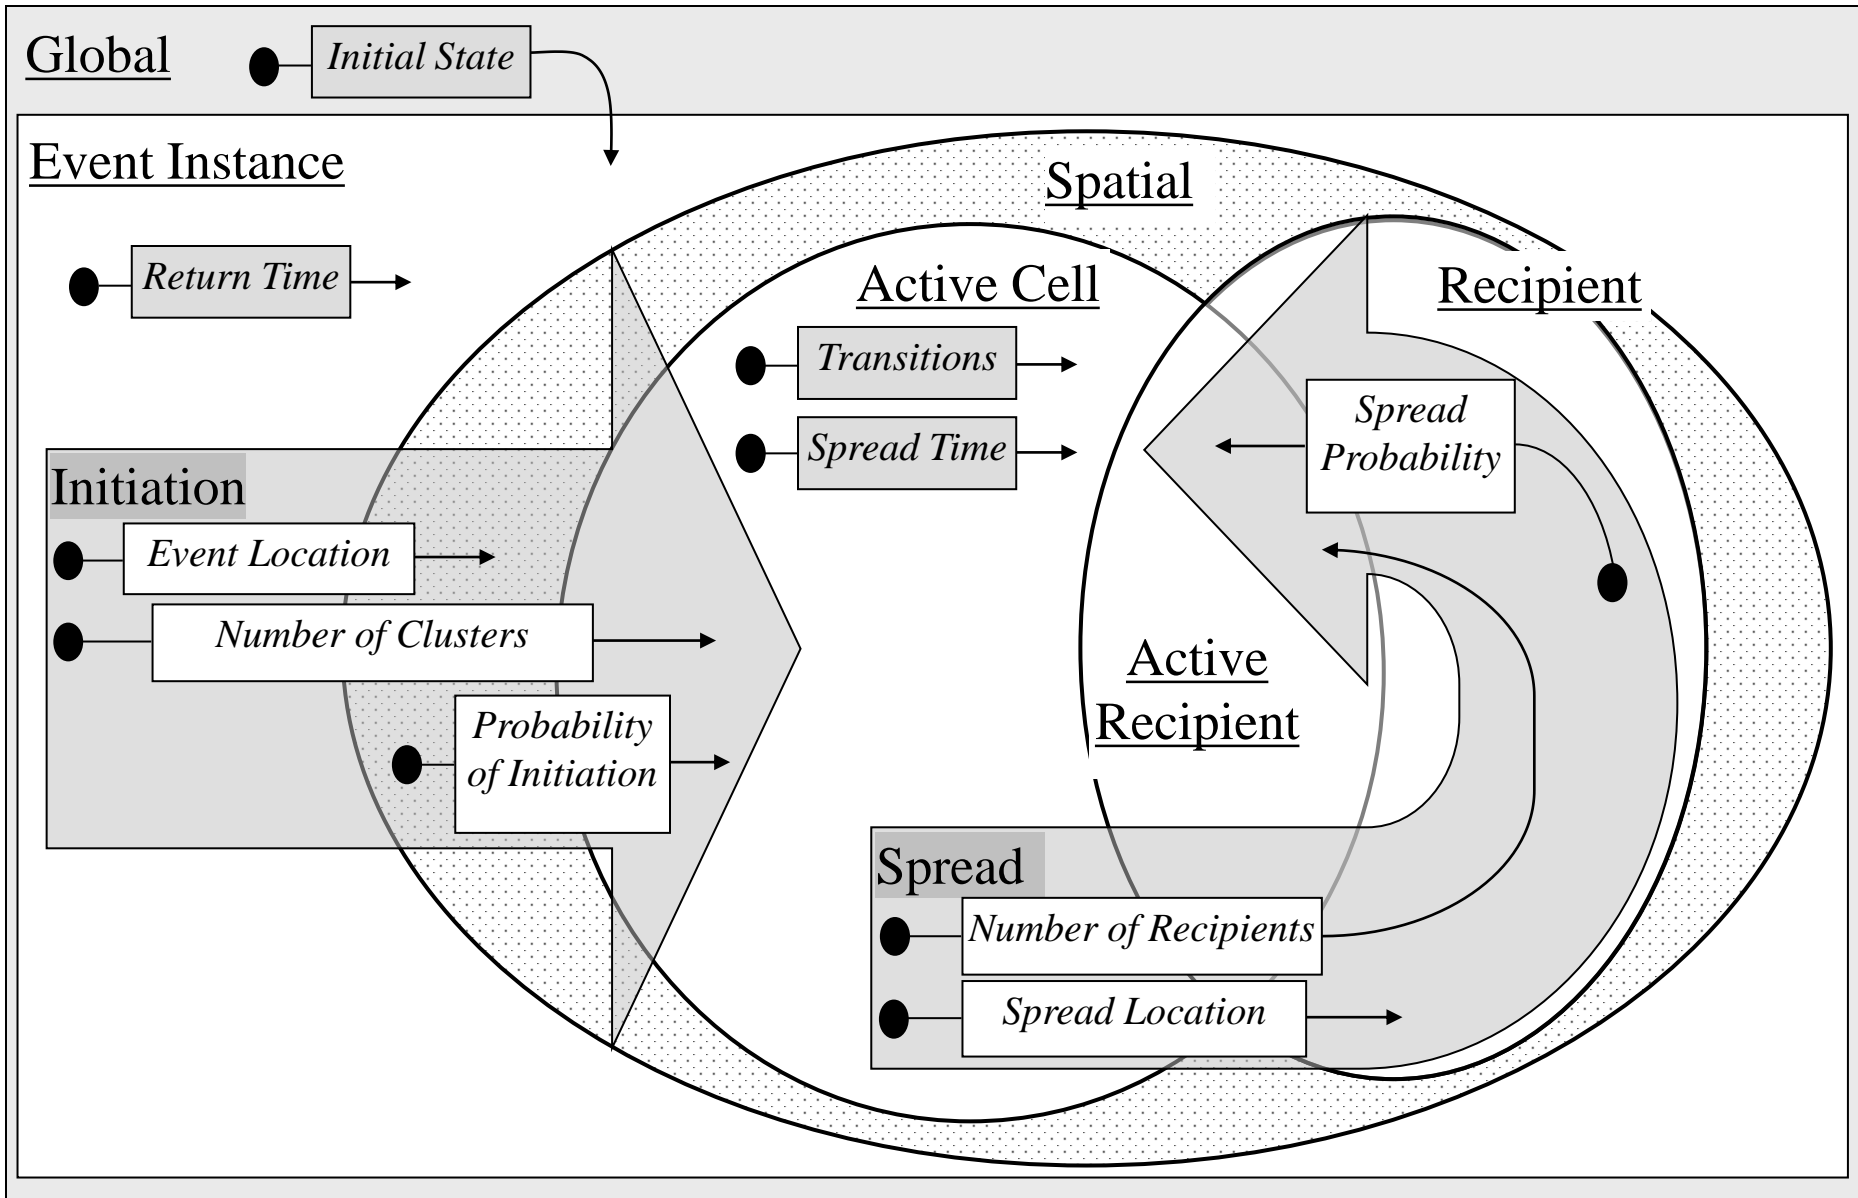 Global
Initial State
Event Instance
Spatial
Return Time
Active Cell
Recipient
Transitions
Spread Time
Spread
Probability
Initiation
Event Location
Number of Clusters
Probability
of Initiation
Active
Recipient
Spread
Number of Recipients
Spread Location